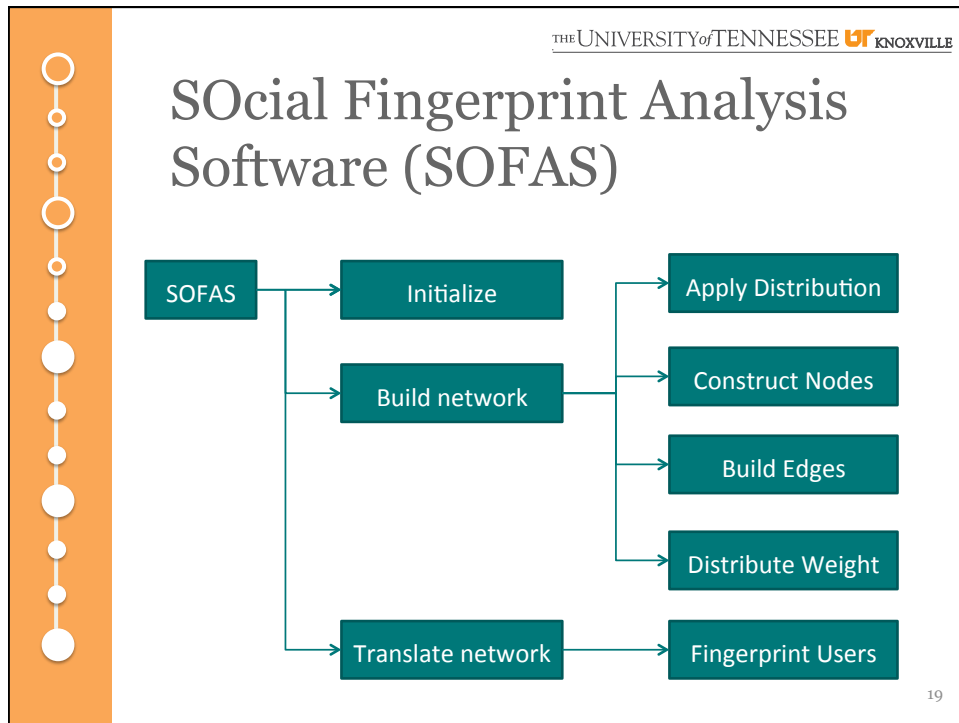 THE UNIVERSITY of TENNESSEE UT KNOXVILLE
SOcial Fingerprint Analysis
Software (SOFAS)
SOFAS
Initialize
Build network
Translate network
Apply Distribution
Construct Nodes
Build Edges
Distribute Weight
Fingerprint Users
19